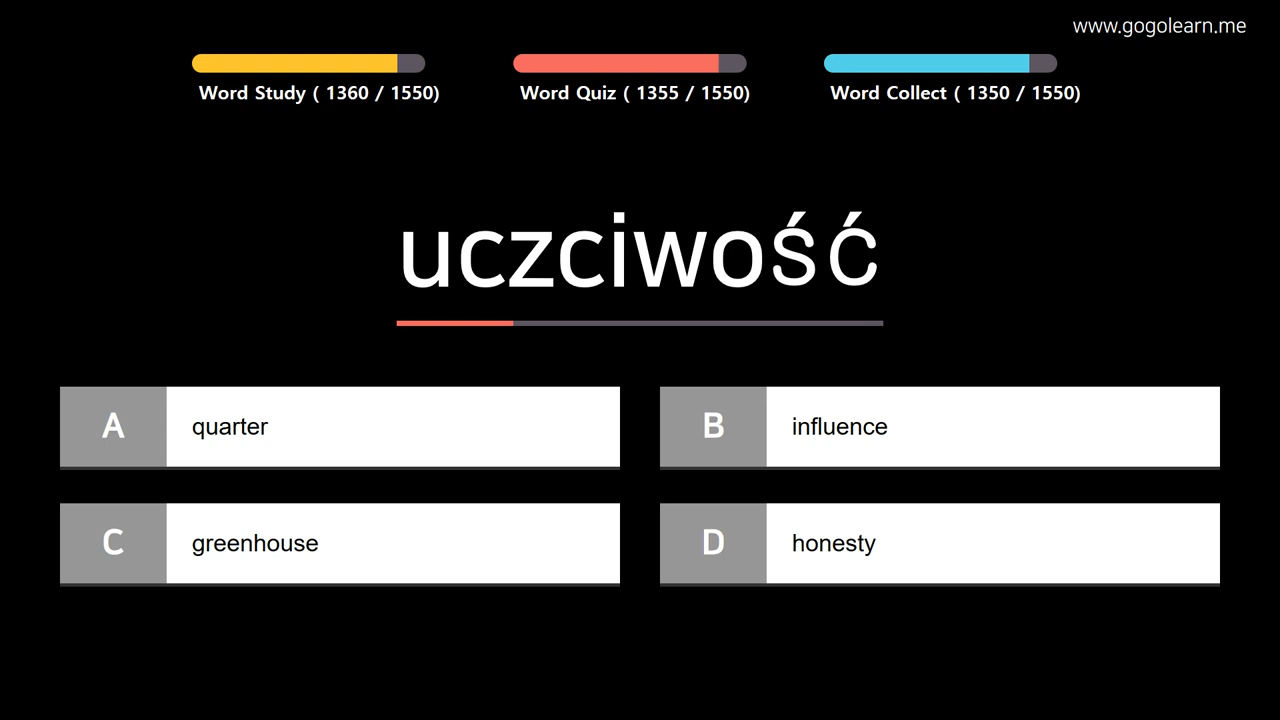 www.gogolearn.me
Word Study ( 1360 / 1550)
Word Quiz ( 1355 / 1550)
Word Collect ( 1350 / 1550)
uczciwość
A quarter
B influence
C greenhouse
D honesty